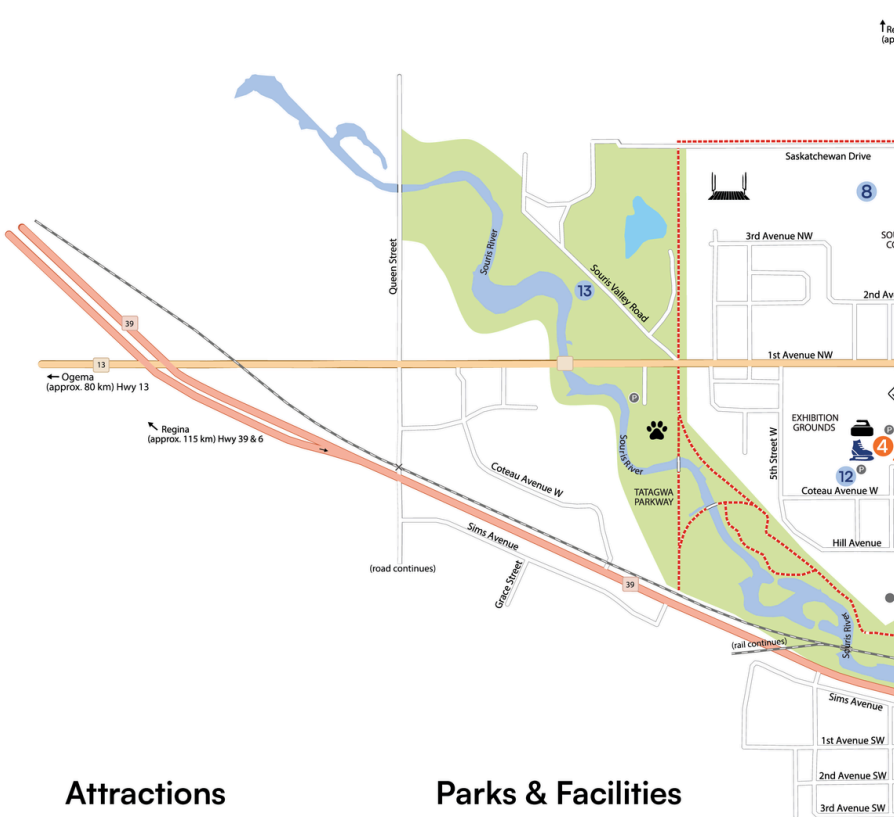 Saskatchewan Drive
8
3rd Avenue NW
Queen Street
Souris River
13
Souris Valley Road
2nd Av
39
13
1st Avenue NW
← Ogema
(approx. 80 km) Hwy 13
Regina
(approx. 115 km) Hwy 39 & 6
P
EXHIBITION
GROUNDS
P
4
12
P
5th Street W
Souris River
Coteau Avenue W
Coteau Avenue W
TATAGWA
PARKWAY
Sims Avenue
Hill Avenue
(road continues)
Grace Street
39
Souris River
(rail continues)
Sims Avenue
1st Avenue SW
2nd Avenue SW
3rd Avenue SW
Attractions
Parks & Facilities